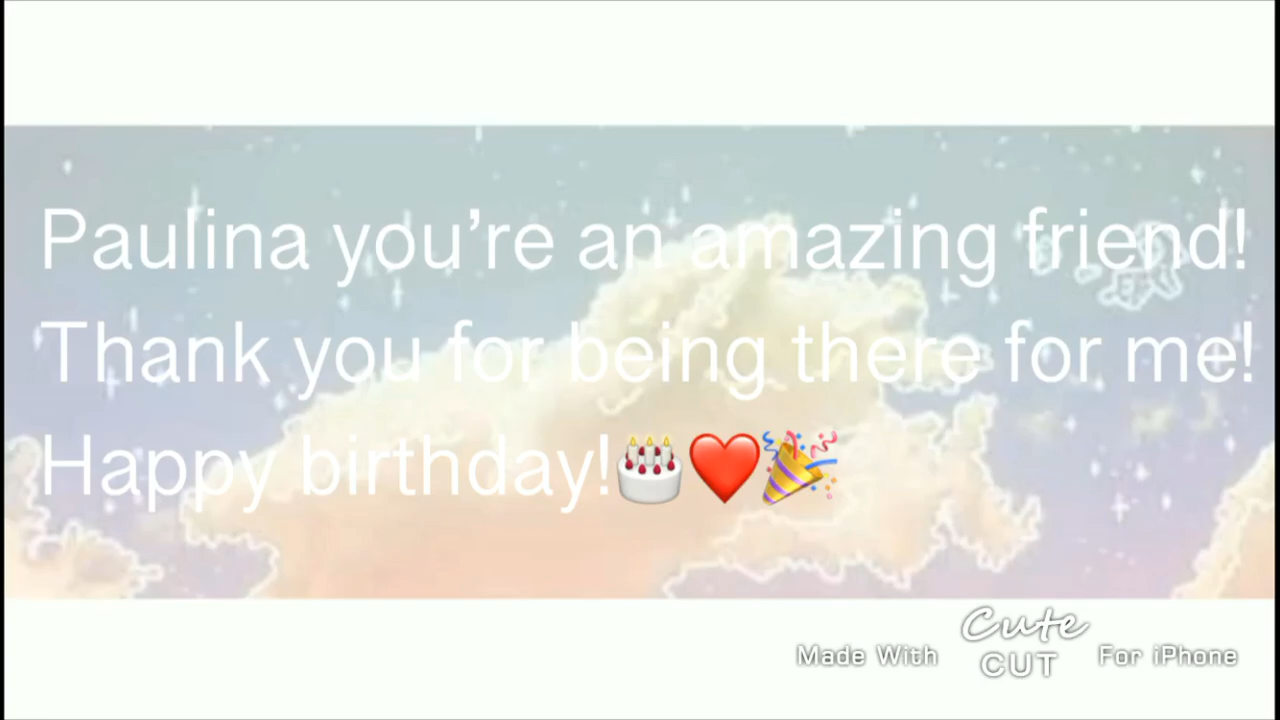 Paulina you’re an amazing friend!
Thank you for being there for me!
Happy birthday!🎂❤️🎉
Made With Cute CUT For iPhone